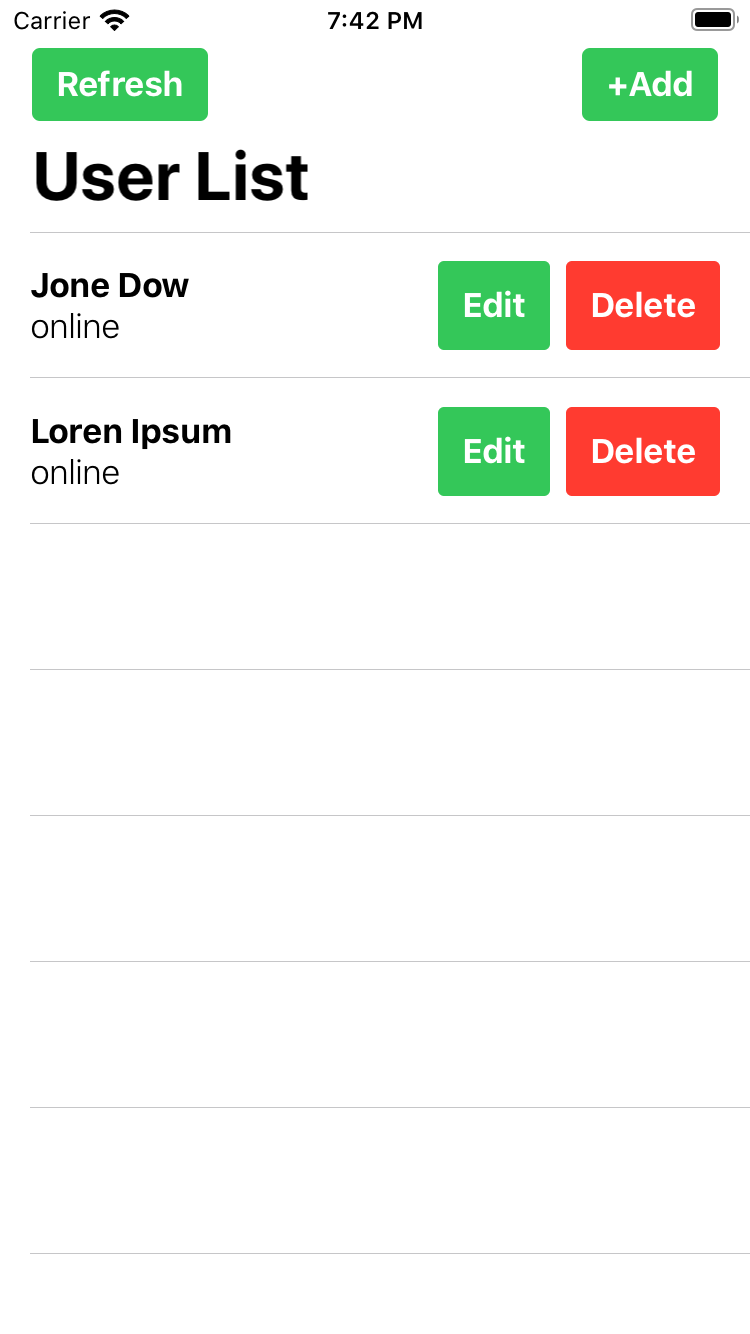 Carrier 7:42 PM
Refresh +Add
User List
Jone Dow
online
Edit Delete
Loren Ipsum
online
Edit Delete